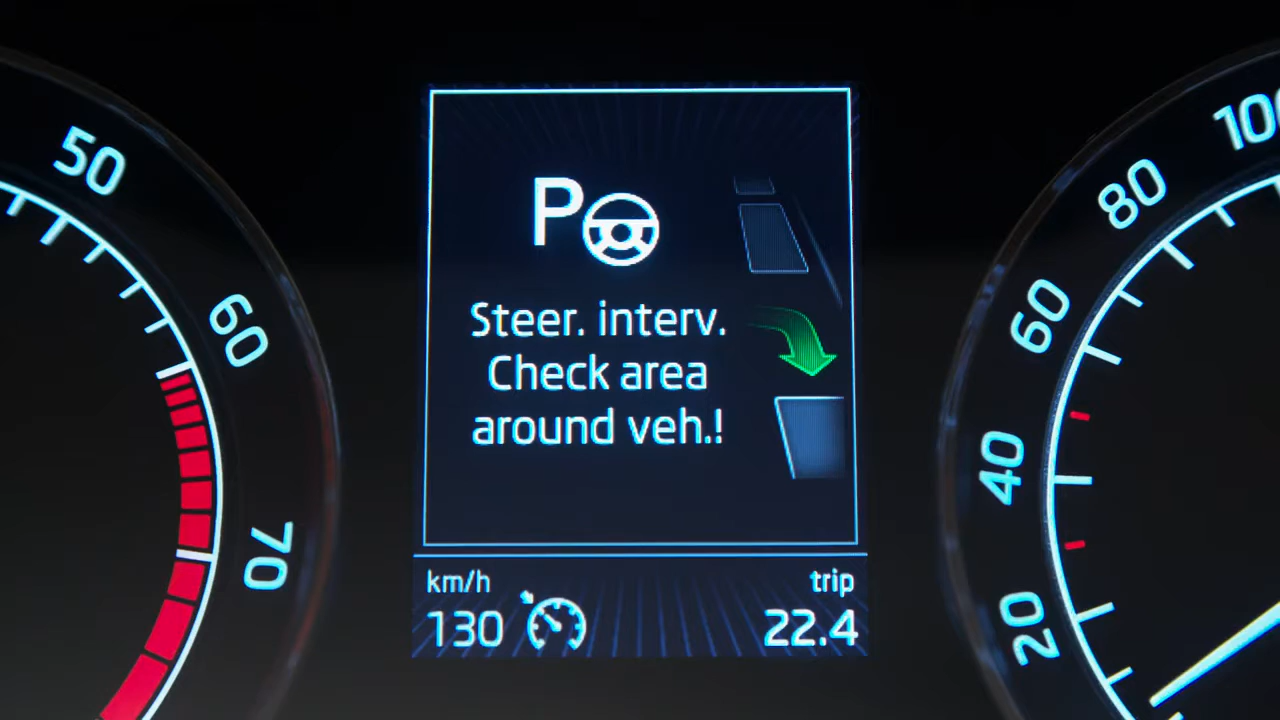 50
60
70
P
Steer. interv.
Check area
around veh.!
km/h
130
trip
22.4
100
80
60
40
20